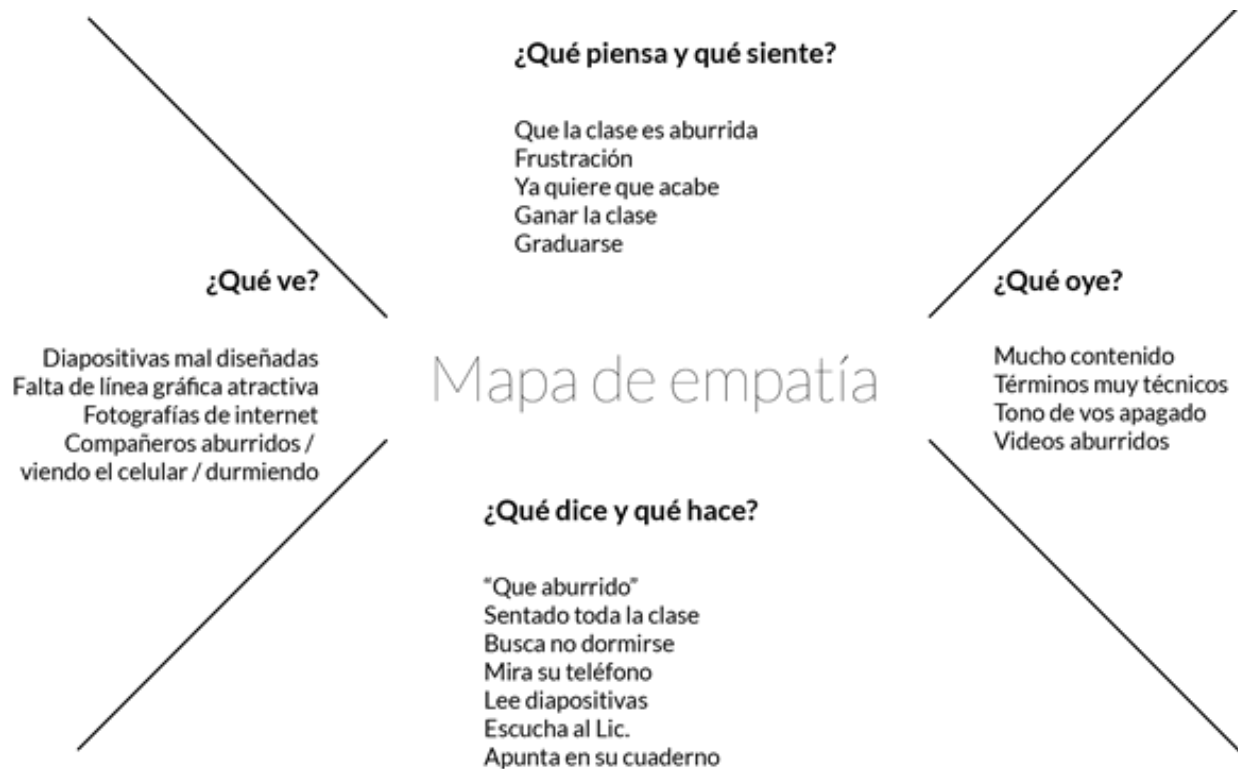 ¿Qué piensa y qué siente?
Que la clase es aburrida
Frustración
Ya quiere que acabe
Ganar la clase
Graduarse
¿Qué ve?
Diapositivas mal diseñadas
Falta de línea gráfica atractiva
Fotografías de internet
Compañeros aburridos /
viendo el celular / durmiendo
Mapa de empatía
¿Qué oye?
Mucho contenido
Términos muy técnicos
Tono de vos apagado
Videos aburridos
¿Qué dice y qué hace?
“Que aburrido”
Sentado toda la clase
Busca no dormirse
Mira su teléfono
Lee diapositivas
Escucha al Lic.
Apunta en su cuaderno